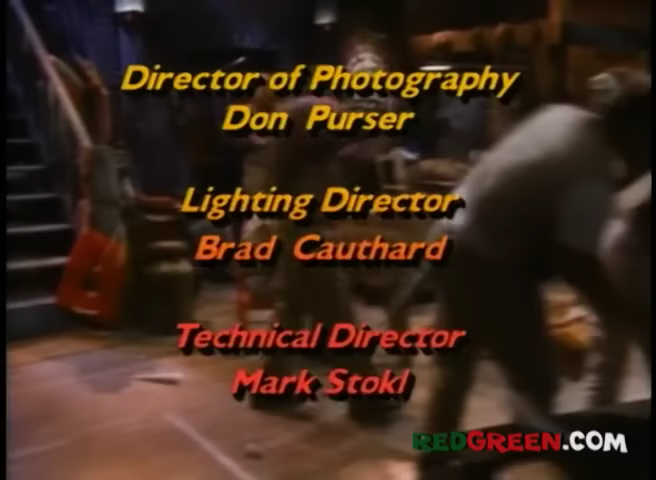 Director of Photography
Don Purser
Lighting Director
Brad Cauthard
Technical Director
Mark Stokl
REDGREEN.COM